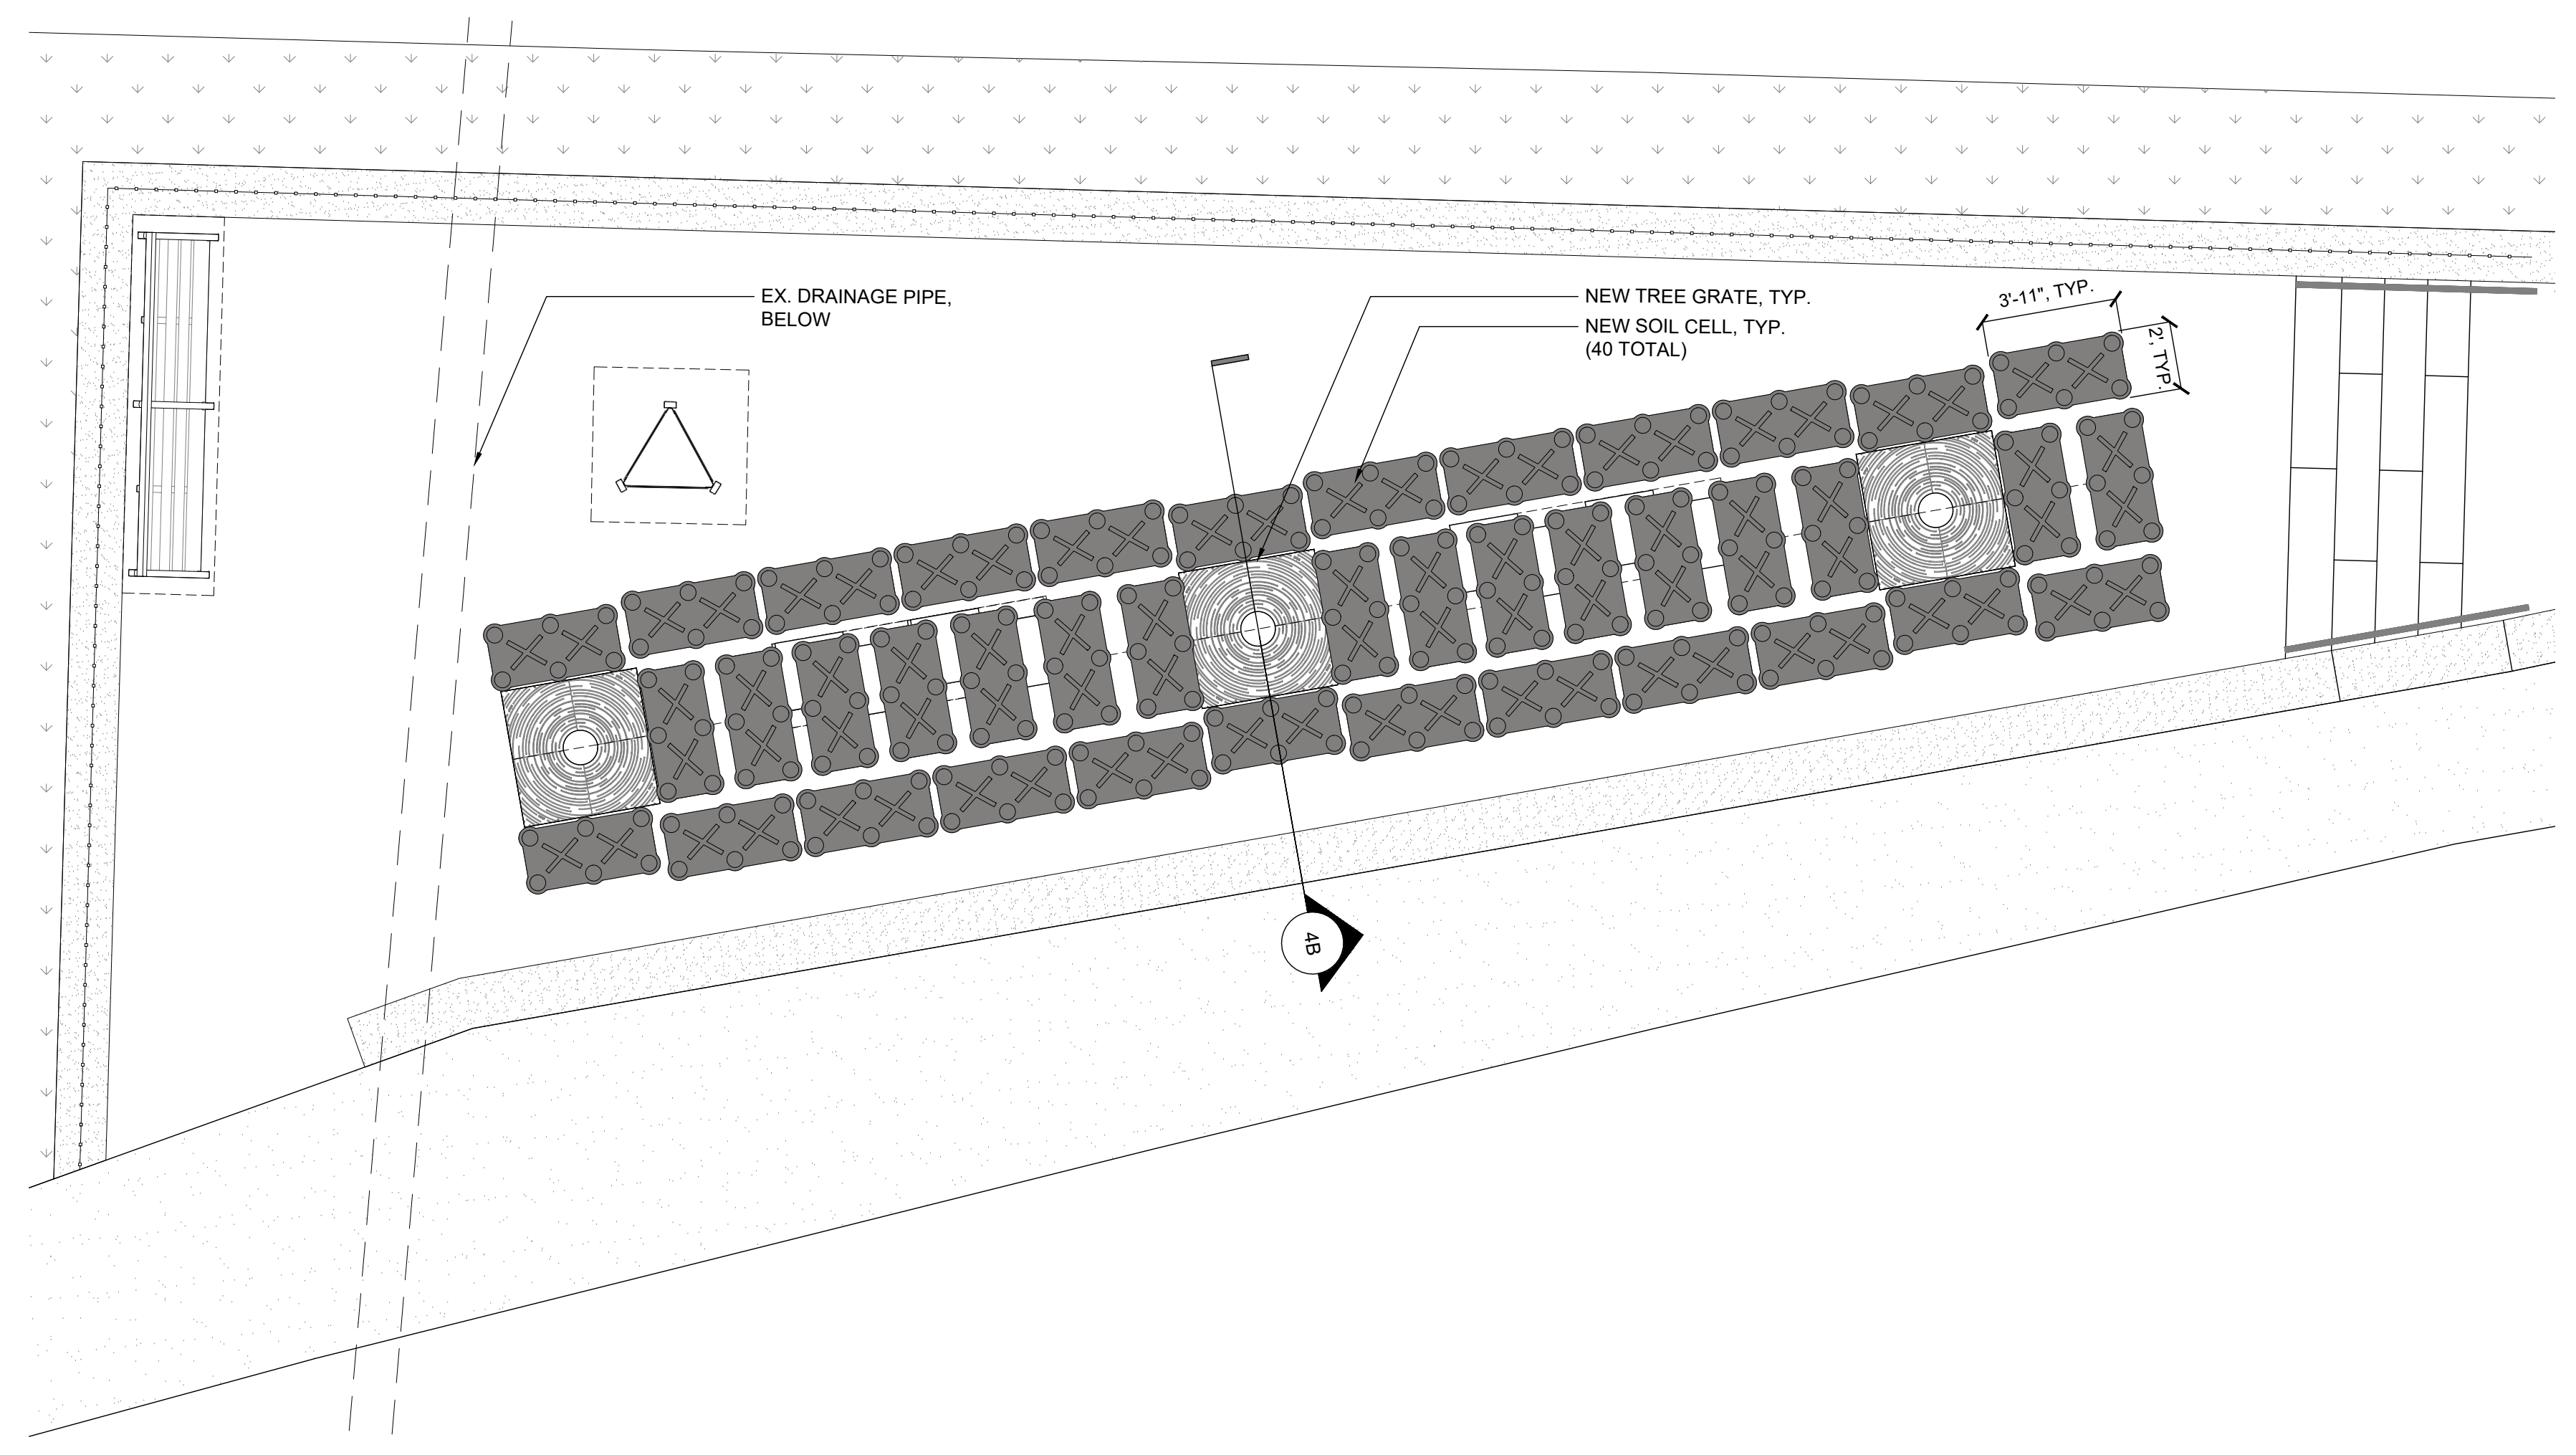 EX. DRAINAGE PIPE,
BELOW
NEW TREE GRATE, TYP.
NEW SOIL CELL, TYP.
(40 TOTAL)
3'-11", TYP.
2', TYP.
4B